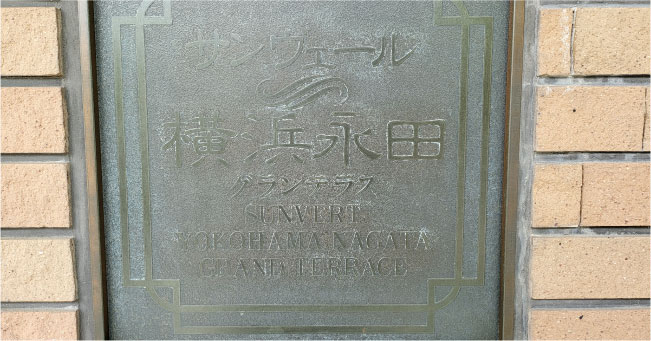 サンヴェール
横浜永田
グランテラス
SUNVERT
YOKOHAMA NAGATA
GRAND TERRACE